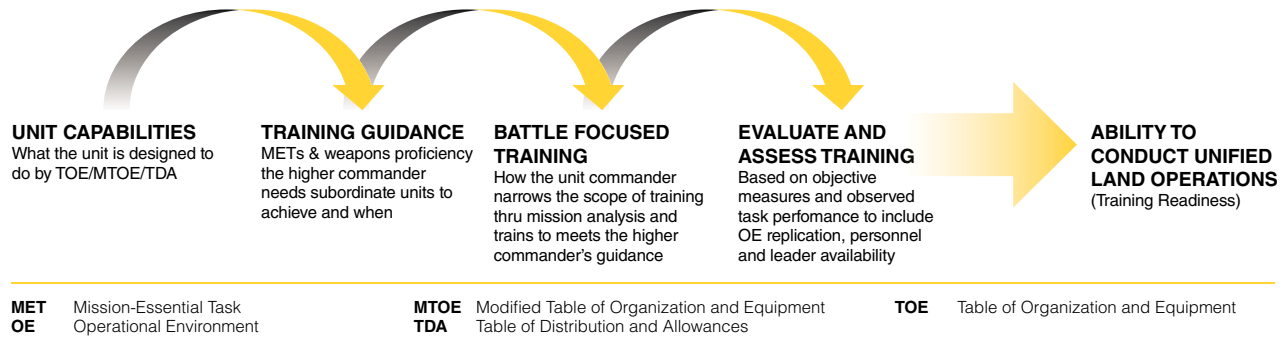 UNIT CAPABILITIES
What the unit is designed to
do by TOE/MTOE/TDA
TRAINING GUIDANCE
METs & weapons proficiency
the higher commander
needs subordinate units to
achieve and when
BATTLE FOCUSED
TRAINING
How the unit commander
narrows the scope of training
thru mission analysis and
trains to meets the higher
commander's guidance
EVALUATE AND
ASSESS TRAINING
Based on objective
measures and observed
task perfomance to include
OE replication, personnel
and leader availability
ABILITY TO
CONDUCT UNIFIED
LAND OPERATIONS
(Training Readiness)
MET Mission-Essential Task
OE Operational Environment
MTOE Modified Table of Organization and Equipment
TDA Table of Distribution and Allowances
TOE Table of Organization and Equipment